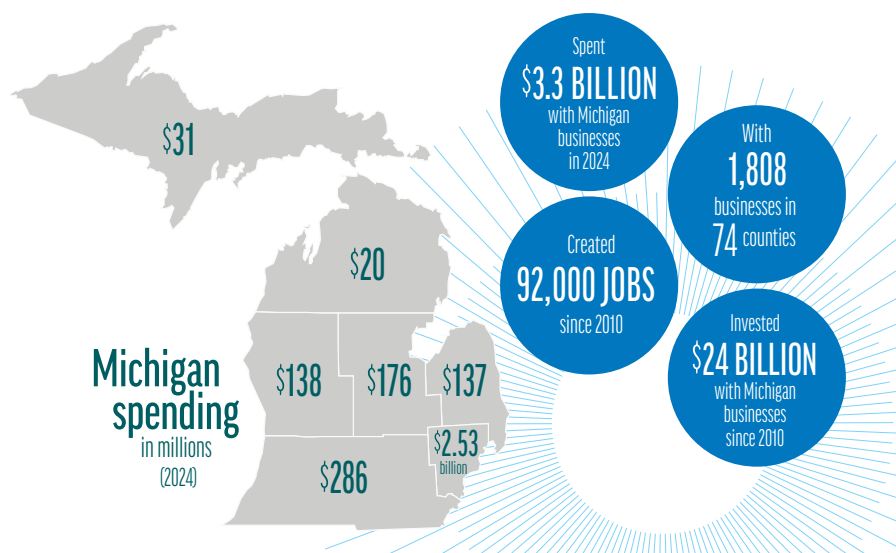 $31
$20
$138
$176
$137
$2.53
billion
$286
Michigan
spending
in millions
(2024)
Spent
$3.3 BILLION
with Michigan
businesses
in 2024
With
1,808
businesses in
74 counties
Created
92,000 JOBS
since 2010
Invested
$24 BILLION
with Michigan
businesses
since 2010